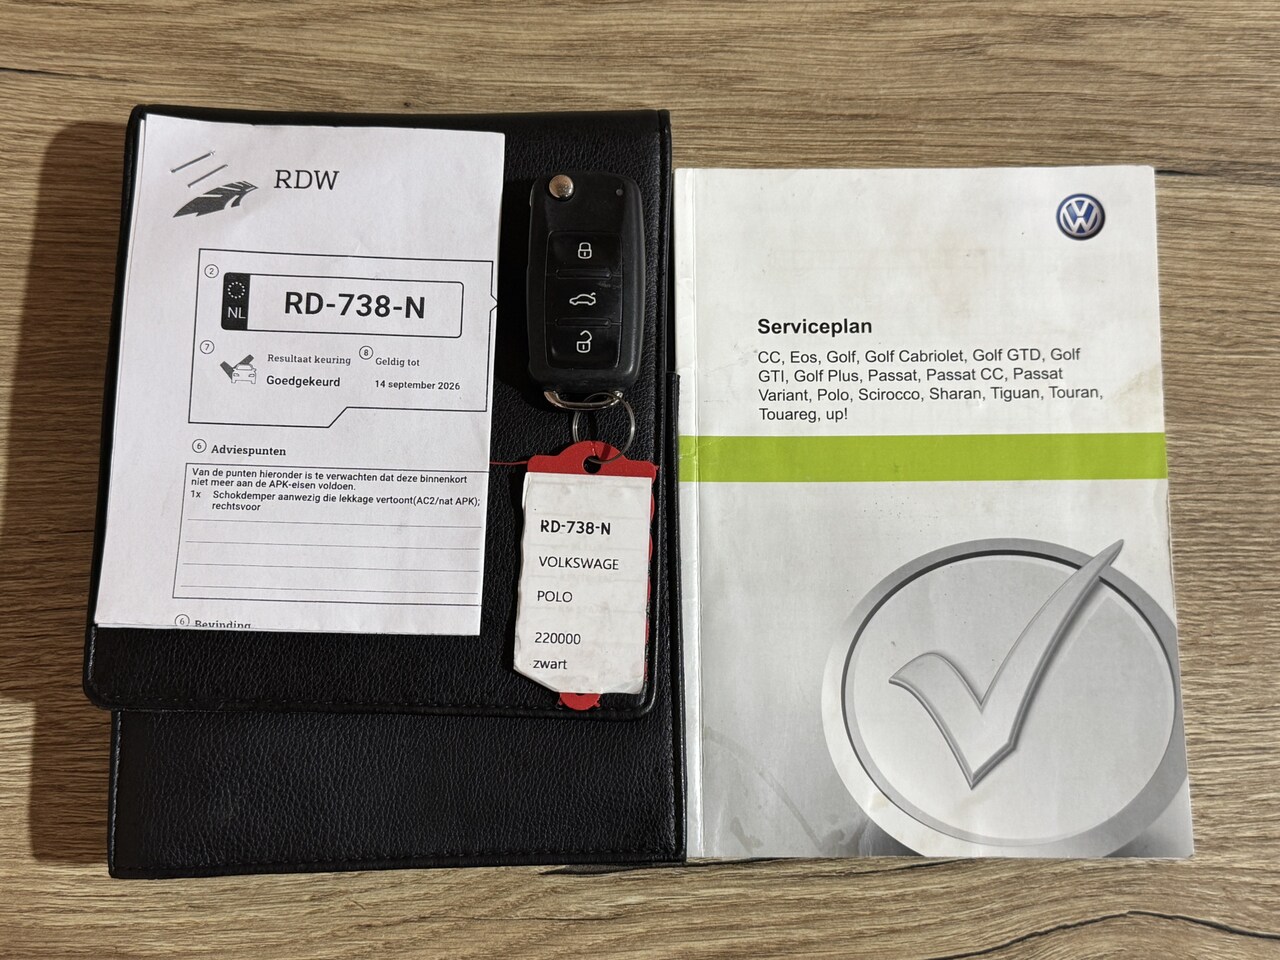 RDW
2
NL
RD-738-N
7
Resultaat keuring
Goedgekeurd
8
Geldig tot
14 september 2026
6 Adviespunten
Van de punten hieronder is te verwachten dat deze binnenkort
niet meer aan de APK-eisen voldoen.
1x Schokdemper aanwezig die lekkage vertoont(AC2/nat APK);
rechtsvoor
6 Bevinding
RD-738-N
VOLKSWAGE
POLO
220000
zwart
VW
Serviceplan
CC, Eos, Golf, Golf Cabriolet, Golf GTD, Golf
GTI, Golf Plus, Passat, Passat CC, Passat
Variant, Polo, Scirocco, Sharan, Tiguan, Touran,
Touareg, up!